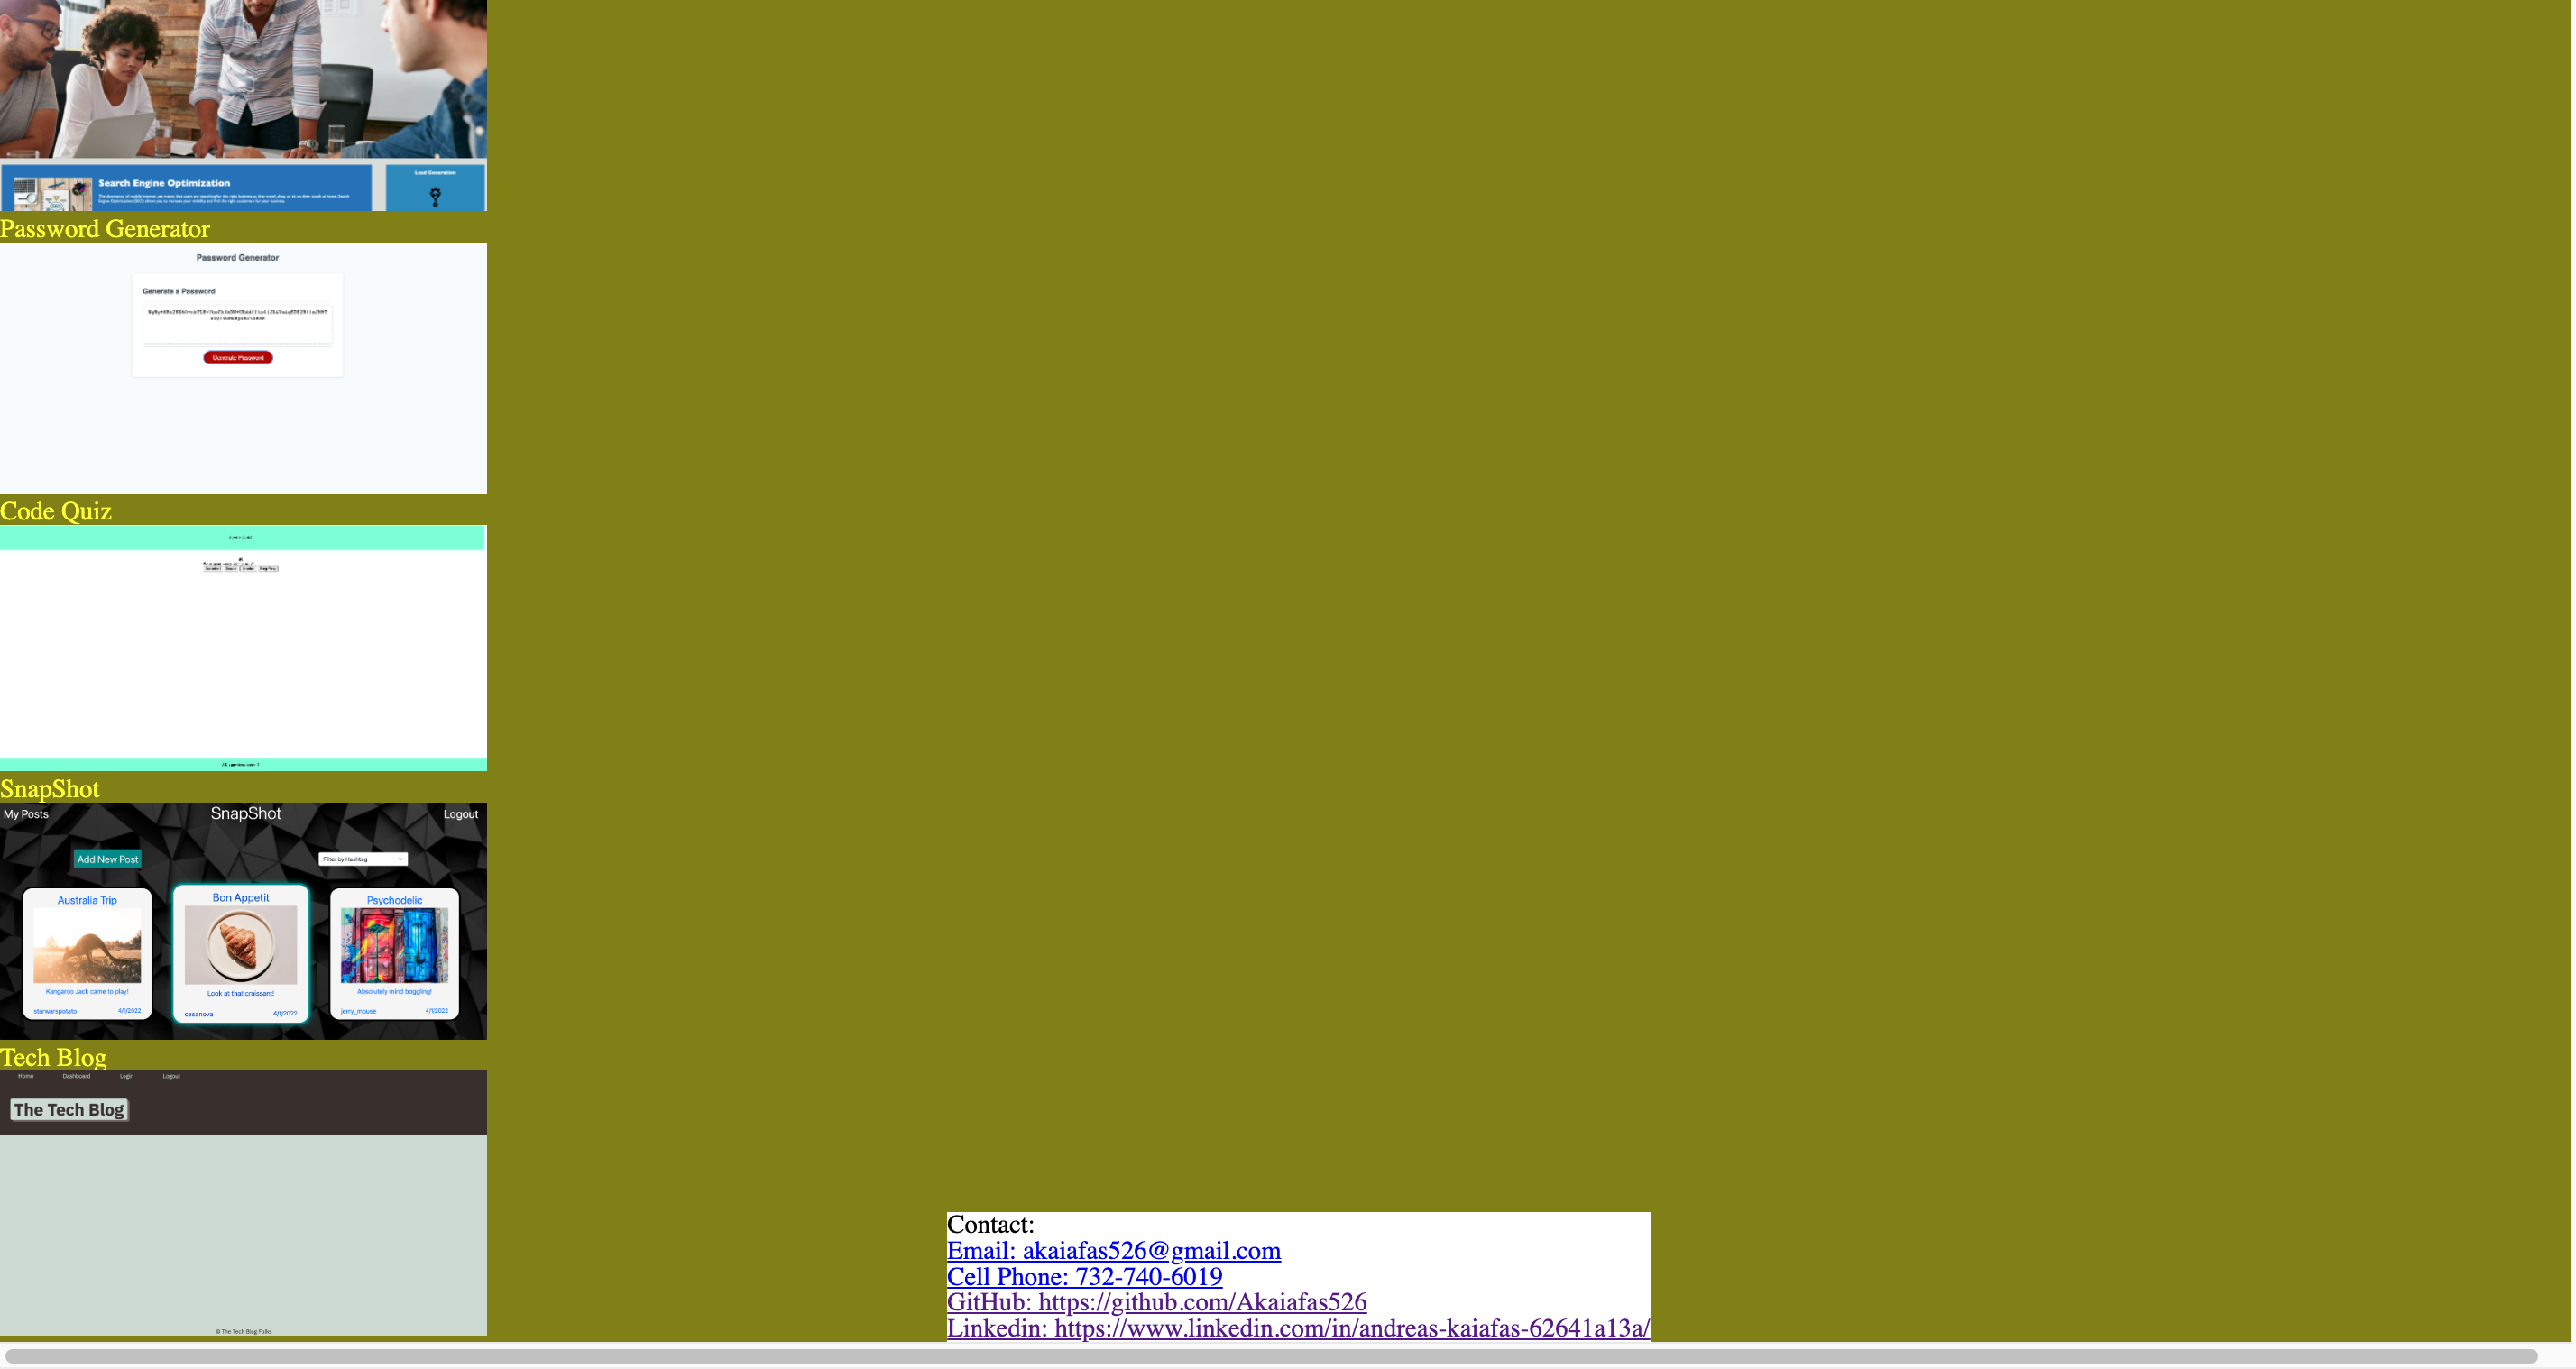 Search Engine Optimization
Lead Generation
Password Generator
Password Generator
Generate a Password
Generate Password
Code Quiz
SnapShot
My Posts
SnapShot
Logout
Add New Post
Filter by Hashtag
Australia Trip
Bon Appetit
Psychodelic
Kangaroo Jack came to play!
Look at that craissant!
Absolutely mind boggling!
starwarspotato
4/1/2022
casanova
4/1/2022
jerry_mouse
4/1/2022
Tech Blog
Home Dashboard Login Logout
The Tech Blog
© The Tech Blog Folks
Contact:
Email: akaiafas526@gmail.com
Cell Phone: 732-740-6019
GitHub: https://github.com/Akaiafas526
Linkedin: https://www.linkedin.com/in/andreas-kaiafas-62641a13a/